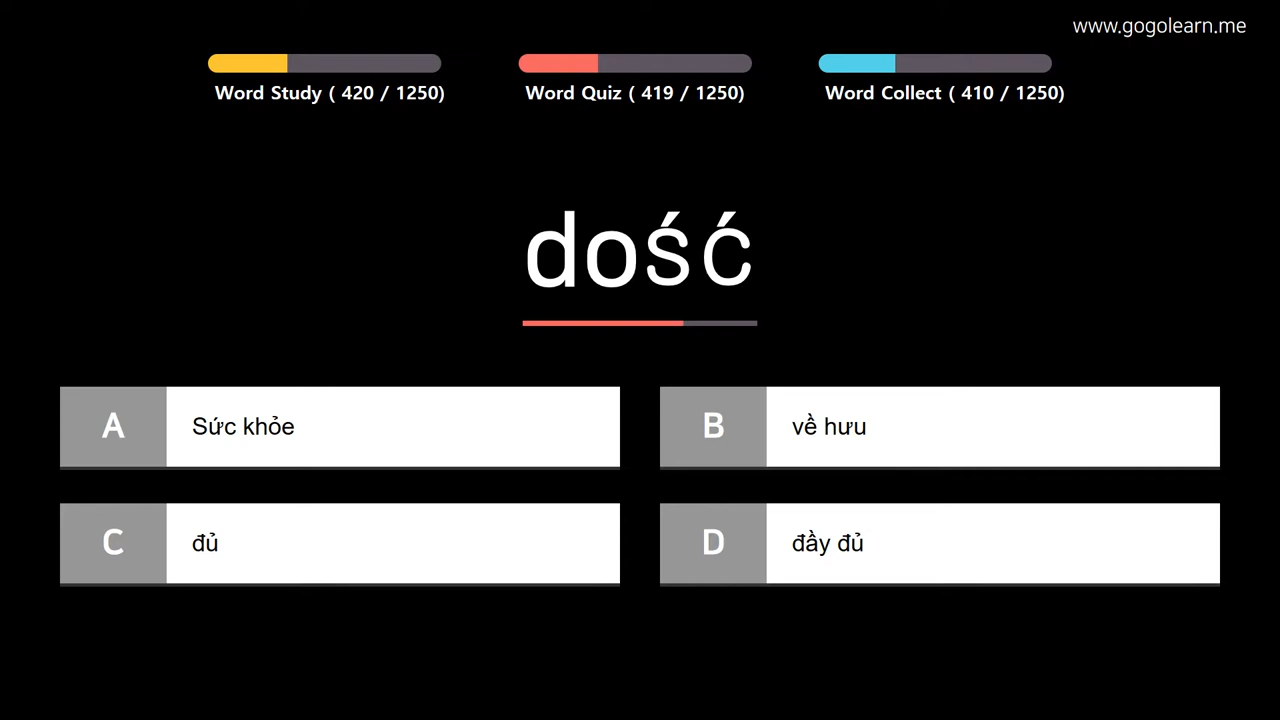 www.gogolearn.me
Word Study ( 420 / 1250)
Word Quiz ( 419 / 1250)
Word Collect ( 410 / 1250)
dość
A Sức khỏe
B về hưu
C đủ
D đầy đủ